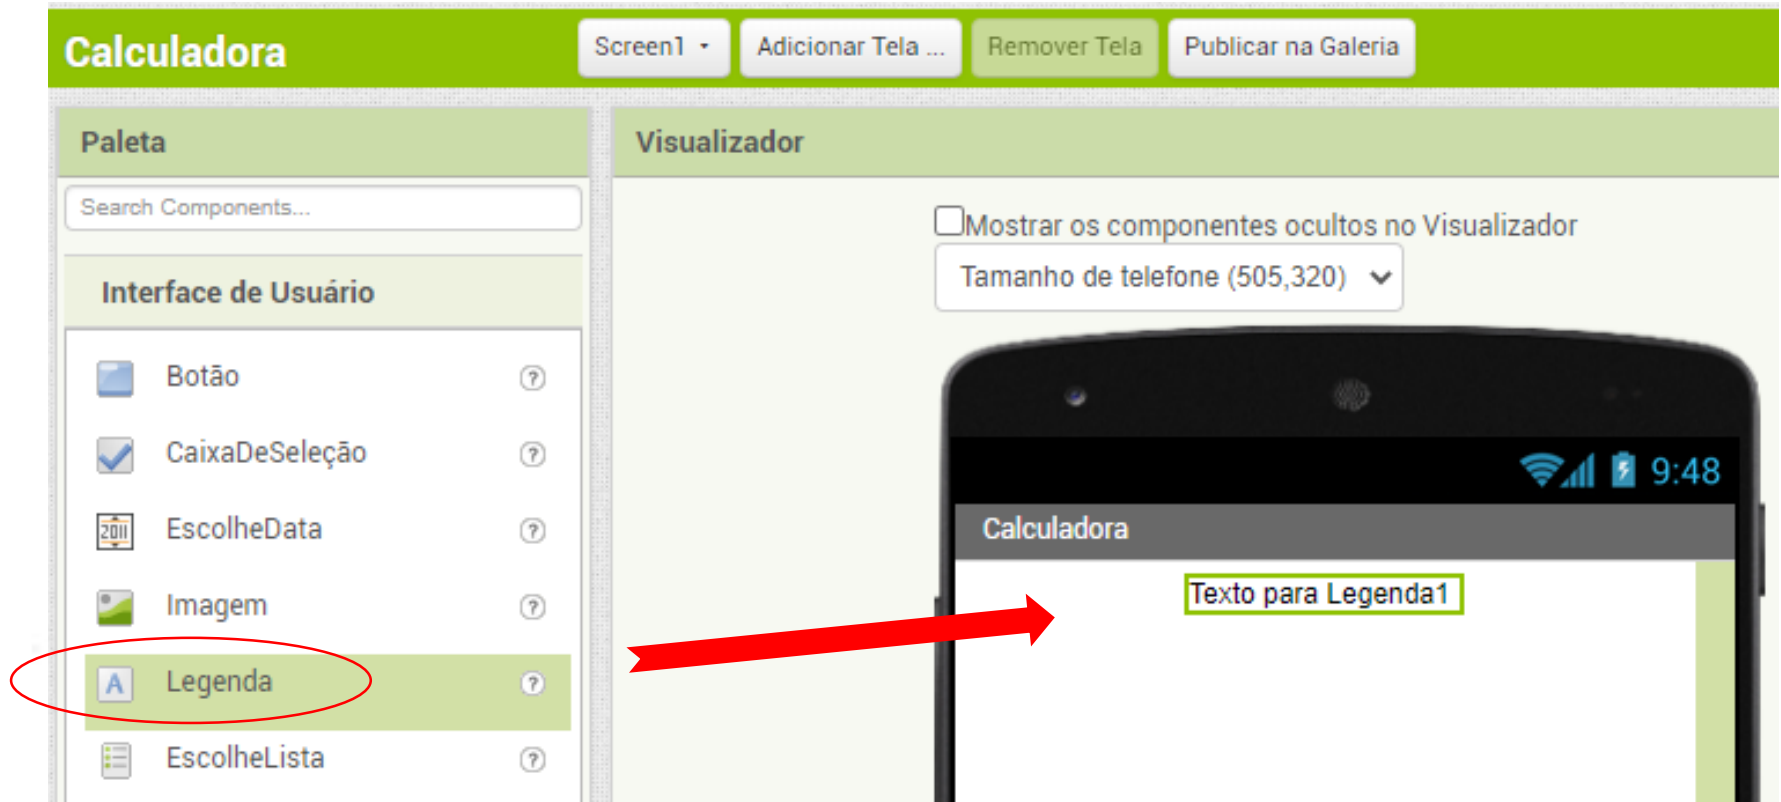 Calculadora
Screen1
Adicionar Tela ...
Remover Tela
Publicar na Galeria
Paleta
Search Components...
Interface de Usuário
Botão
?
CaixaDeSeleção
?
2011
EscolheData
?
Imagem
?
A
Legenda
?
EscolheLista
?
Visualizador
Mostrar os componentes ocultos no Visualizador
Tamanho de telefone (505,320)
9:48
Calculadora
Texto para Legenda1